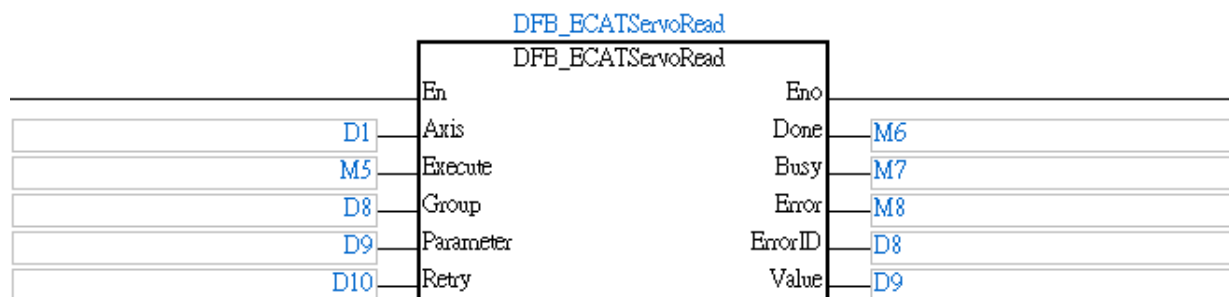 DFB_ECATServoRead
DFB_ECATServoRead
En Eno
D1 Axis Done M6
M5 Execute Busy M7
D8 Group Error M8
D9 Parameter ErrorID D8
D10 Retry Value D9